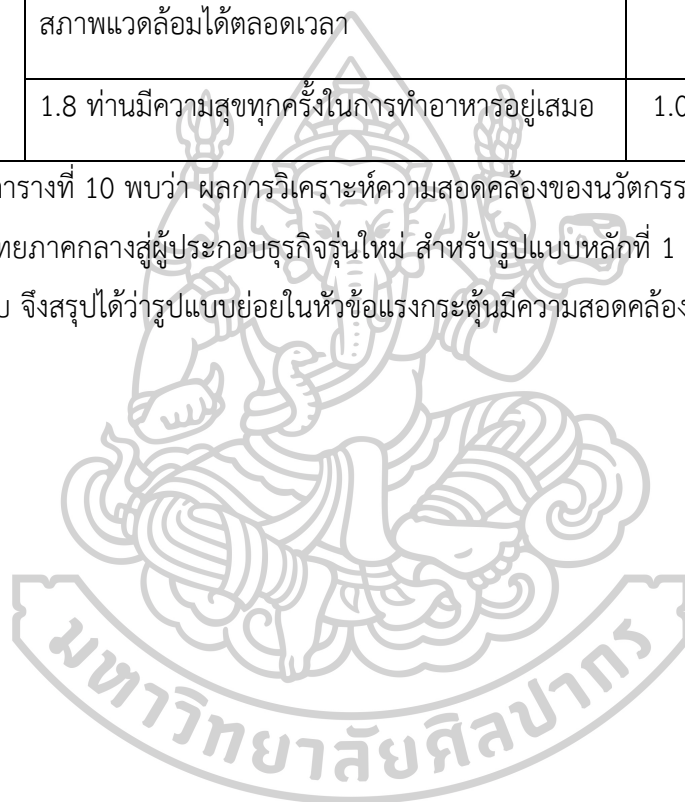 สภาพแวดล้อมได้ตลอดเวลา
1.8 ท่านมีความสุขทุกครั้งในการทำอาหารอยู่เสมอ 1.0
ตารางที่ 10 พบว่า ผลการวิเคราะห์ความสอดคล้องของนวัตกรร
ทยภาคกลางสู่ผู้ประกอบธุรกิจรุ่นใหม่ สำหรับรูปแบบหลักที่ 1
บ จึงสรุปได้ว่ารูปแบบย่อยในหัวข้อแรงกระตุ้นมีความสอดคล้อง
มหาวิทยาลัยศิลปากร